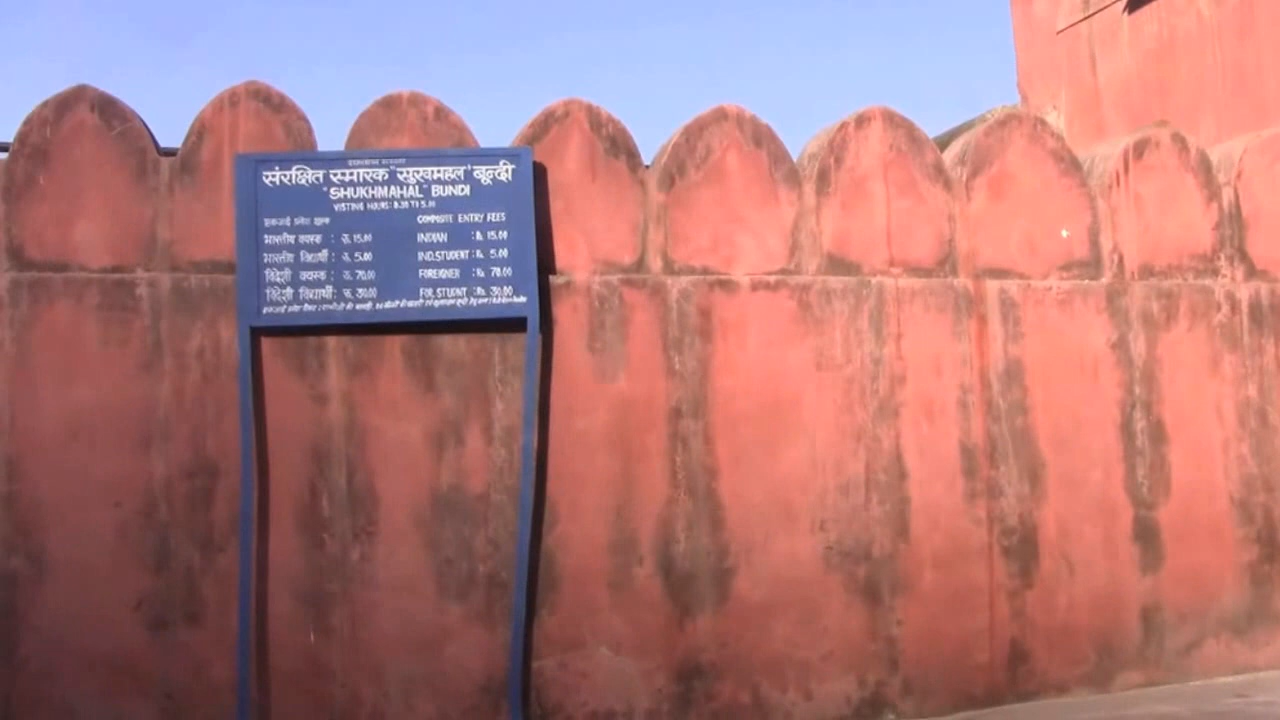 संरक्षित स्मारक "सुखमहल" बून्दी
"SHUKHMAHAL" BUNDI
VISTING HOURS: 8.30 TO 5.00
COMPOSITE ENTRY FEES
भारतीय वयस्क : रु. 15.00 INDIAN : Rs. 15.00
भारतीय विद्यार्थी : रु. 5.00 IND.STUDENT : Rs. 5.00
विदेशी वयस्क : रु. 70.00 FOREIGNER : Rs. 70.00
विदेशी विद्यार्थी : रु. 30.00 FOR. STUDNT : Rs. 30.00